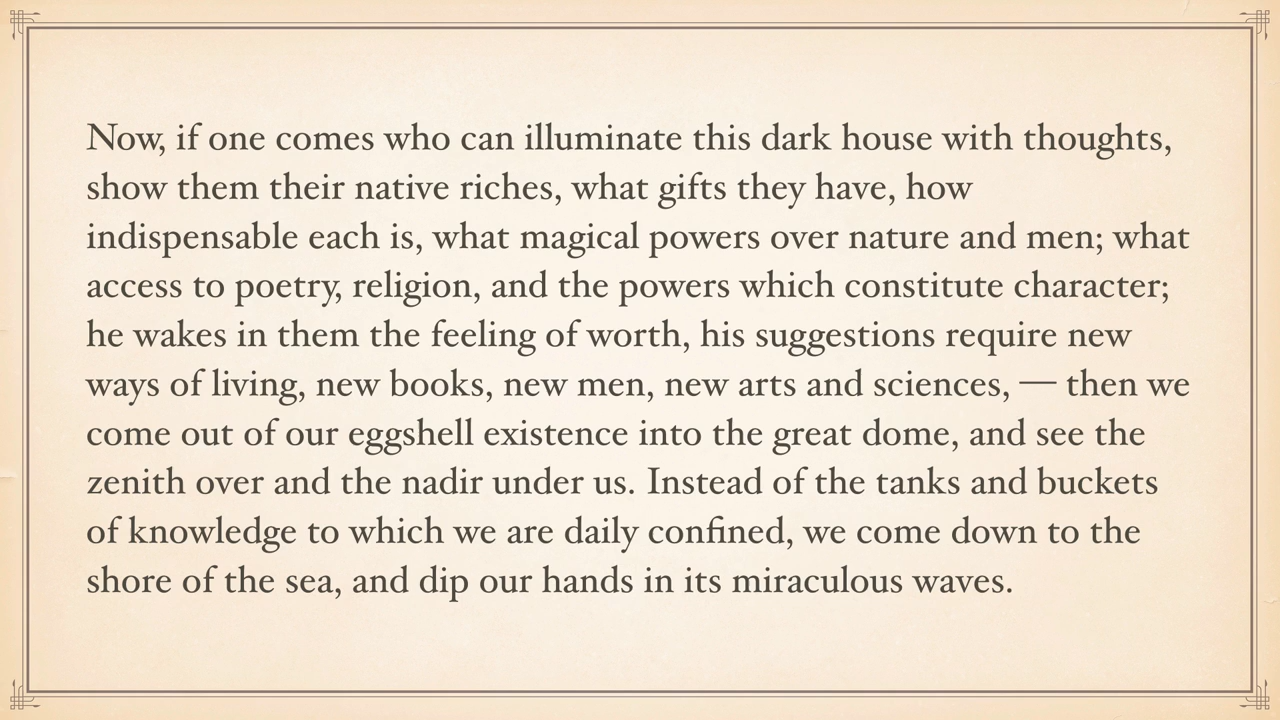 Now, if one comes who can illuminate this dark house with thoughts,
show them their native riches, what gifts they have, how
indispensable each is, what magical powers over nature and men; what
access to poetry, religion, and the powers which constitute character;
he wakes in them the feeling of worth, his suggestions require new
ways of living, new books, new men, new arts and sciences, — then we
come out of our eggshell existence into the great dome, and see the
zenith over and the nadir under us. Instead of the tanks and buckets
of knowledge to which we are daily confined, we come down to the
shore of the sea, and dip our hands in its miraculous waves.